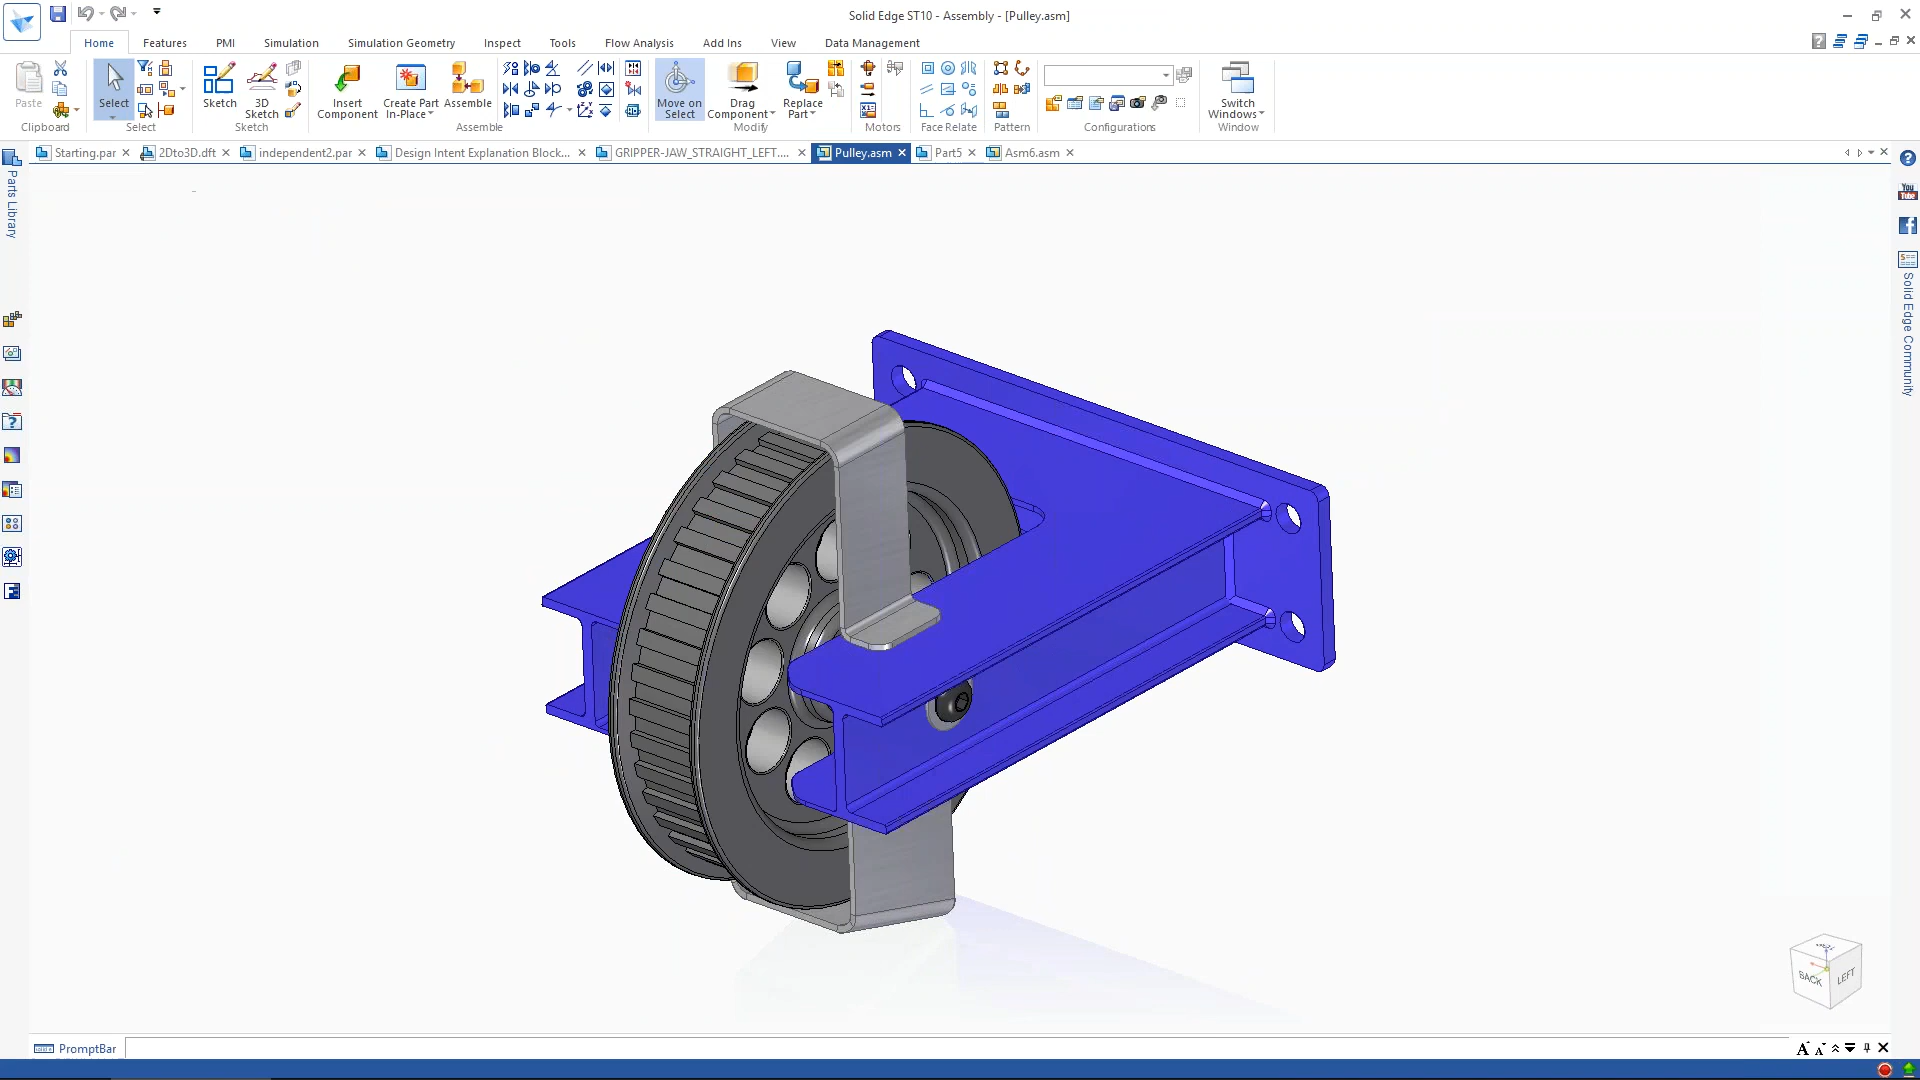 Solid Edge ST10 - Assembly - [Pulley.asm]
Home Features PMI Simulation Simulation Geometry Inspect Tools Flow Analysis Add Ins View Data Management
Paste
Select
Sketch
3D
Sketch
Insert
Component
Create Part
In-Place
Assemble
Move on
Select
Drag
Component
Replace
Part
Switch
Windows
Clipboard Select Sketch Assemble Modify Motors Face Relate Pattern Configurations Window
Starting.par 2Dto3D.dft independent2.par Design Intent Explanation Block... GRIPPER-JAW_STRAIGHT_LEFT.... Pulley.asm Part5 Asm6.asm
Parts Library
You
Tube
Solid Edge Community
TOP
BACK
LEFT
PromptBar